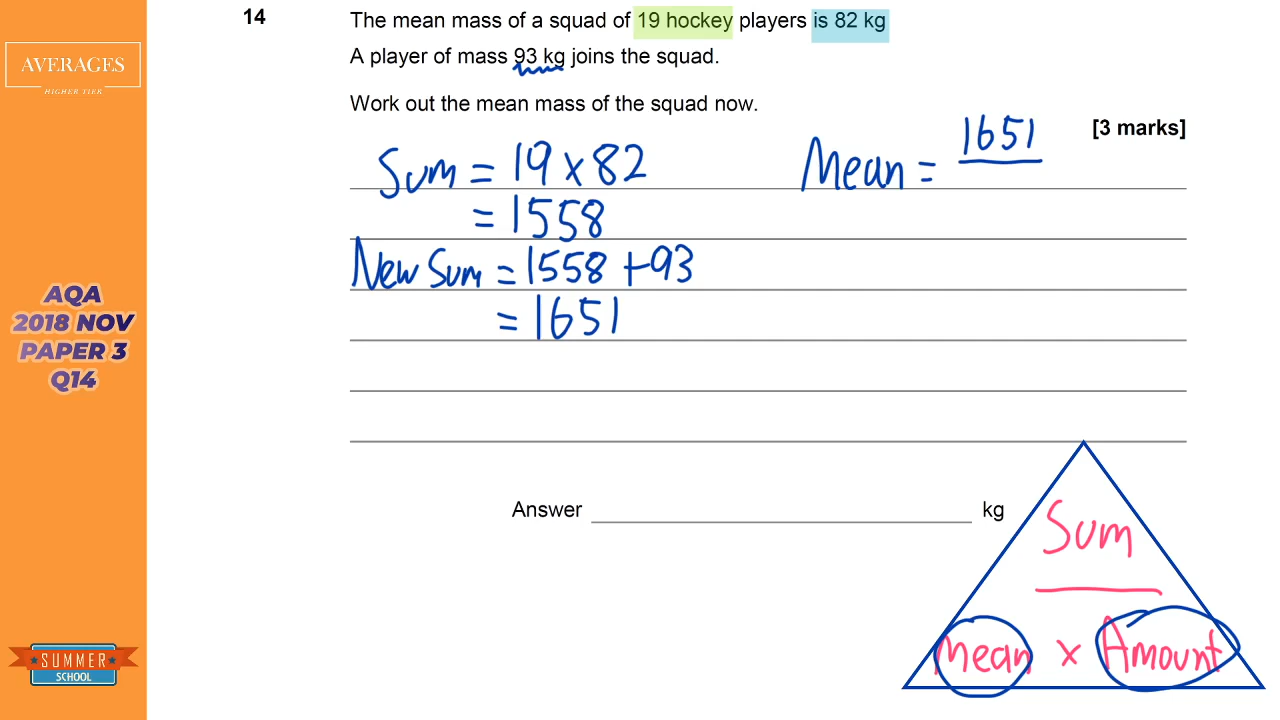 AVERAGES
HIGHER TIER
AQA
2018 NOV
PAPER 3
Q14
SUMMER
SCHOOL
14
The mean mass of a squad of 19 hockey players is 82 kg
A player of mass 93 kg joins the squad.
Work out the mean mass of the squad now.
[3 marks]
Sum = 19 × 82
= 1558
New Sum = 1558 + 93
= 1651
Mean = 1651
Answer kg
Sum
Mean × Amount